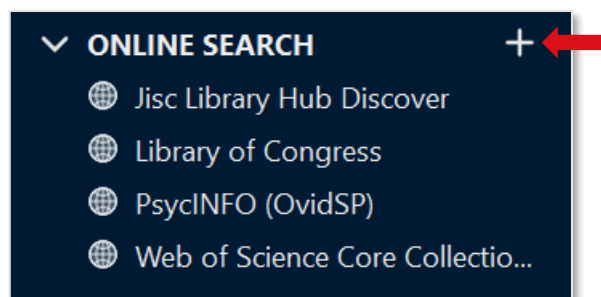 ONLINE SEARCH
Jisc Library Hub Discover
Library of Congress
PsycINFO (OvidSP)
Web of Science Core Collectio...